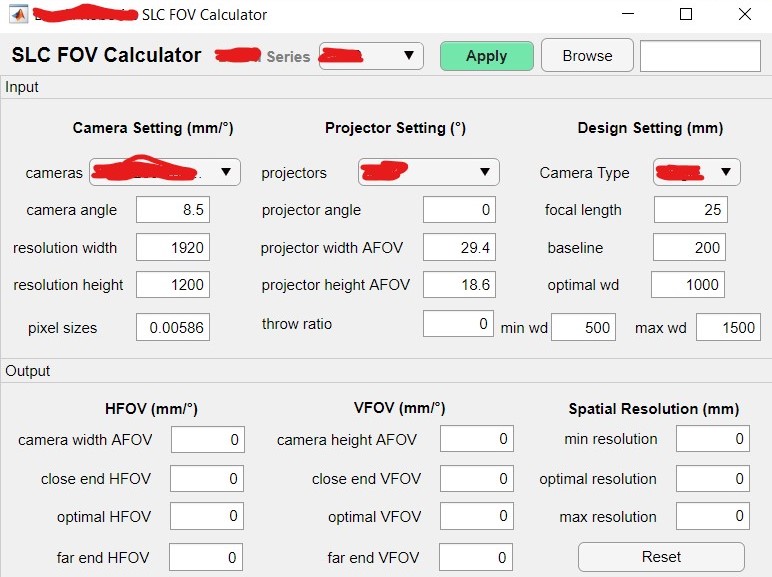 SLC FOV Calculator
SLC FOV Calculator Series Apply Browse
Input
Camera Setting (mm/°) Projector Setting (°) Design Setting (mm)
cameras projectors Camera Type
camera angle 8.5 projector angle 0 focal length 25
resolution width 1920 projector width AFOV 29.4 baseline 200
resolution height 1200 projector height AFOV 18.6 optimal wd 1000
pixel sizes 0.00586 throw ratio 0 min wd 500 max wd 1500
Output
HFOV (mm/°) VFOV (mm/°) Spatial Resolution (mm)
camera width AFOV 0 camera height AFOV 0 min resolution 0
close end HFOV 0 close end VFOV 0 optimal resolution 0
optimal HFOV 0 optimal VFOV 0 max resolution 0
far end HFOV 0 far end VFOV 0 Reset